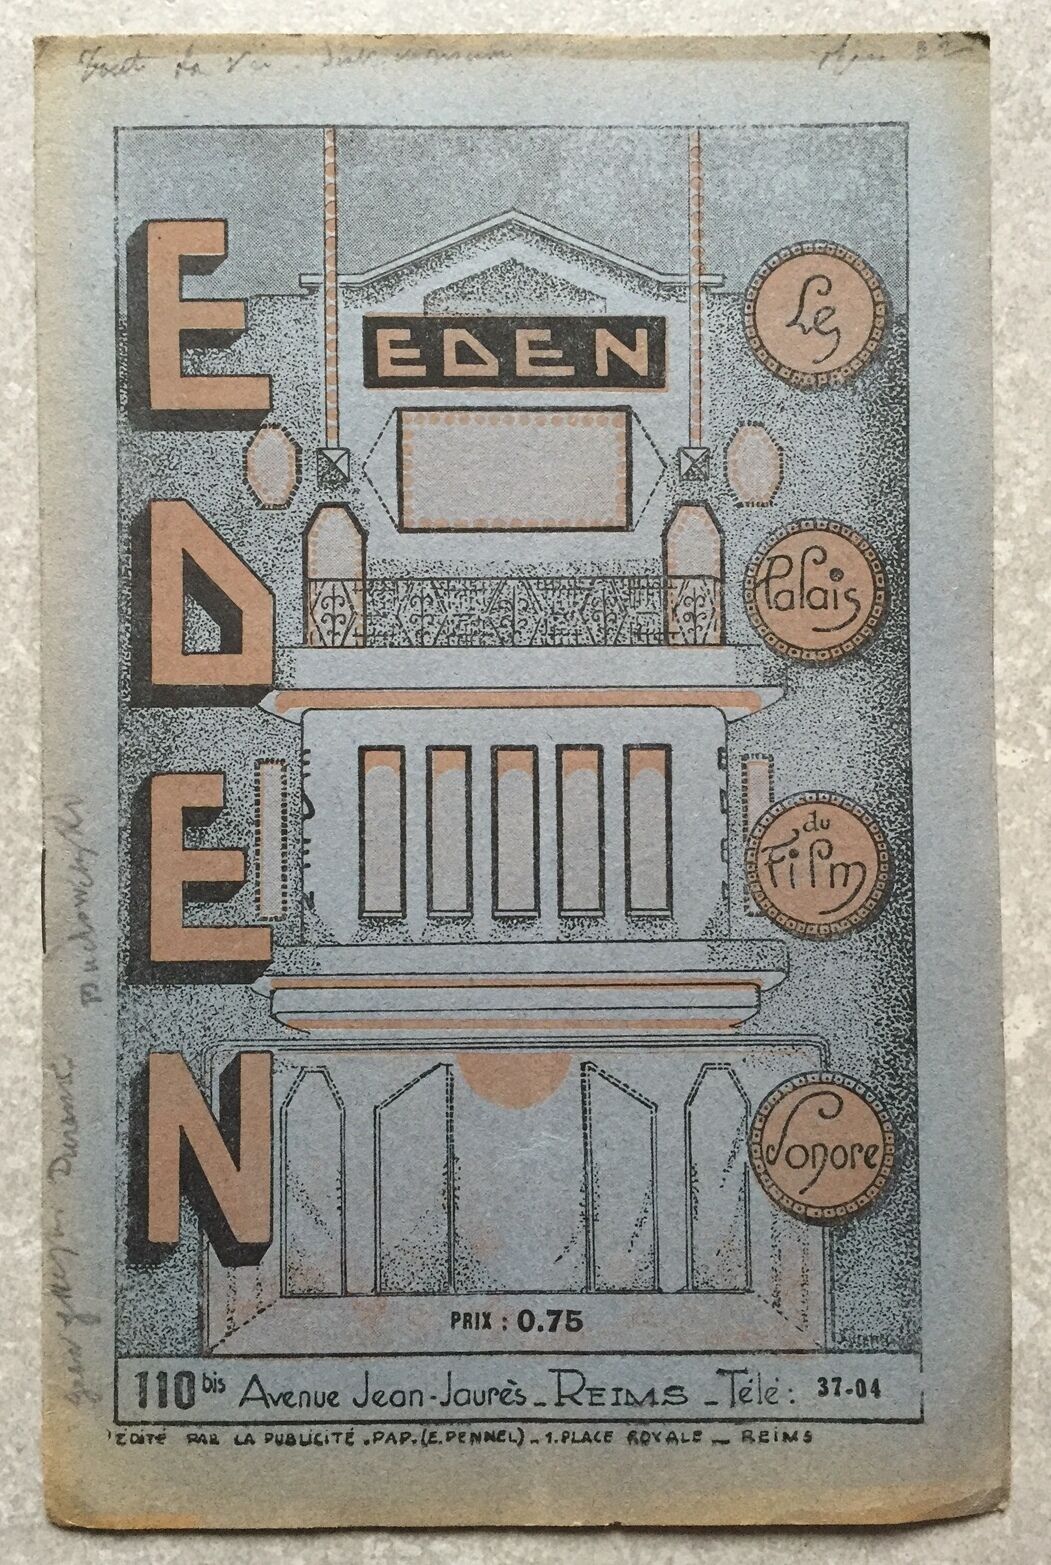 EDEN
EDEN
Le
Palais
du
Film
Sonore
PRIX : 0.75
110 bis Avenue Jean-Jaurès - REIMS - Télé: 37-04
EDITÉ PAR LA PUBLICITÉ . PAP. (E. PENNEL) - 1. PLACE ROYALE - REIMS